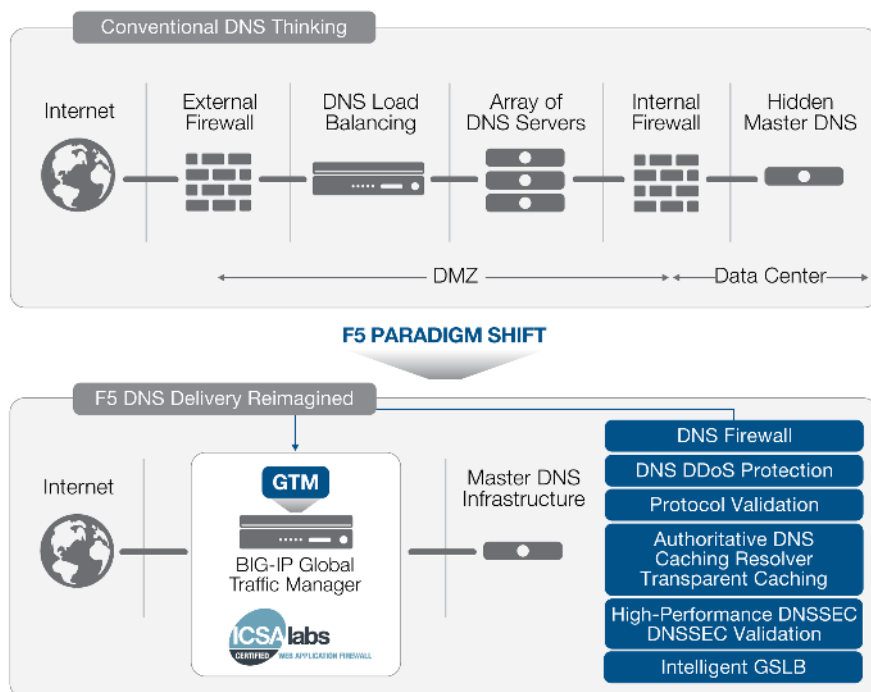 Conventional DNS Thinking
Internet
External
Firewall
DNS Load
Balancing
Array of
DNS Servers
Internal
Firewall
Hidden
Master DNS
DMZ
Data Center
F5 PARADIGM SHIFT
F5 DNS Delivery Reimagined
Internet
GTM
BIG-IP Global
Traffic Manager
ICSA labs
CERTIFIED WEB APPLICATION FIREWALL
Master DNS
Infrastructure
DNS Firewall
DNS DDoS Protection
Protocol Validation
Authoritative DNS
Caching Resolver
Transparent Caching
High-Performance DNSSEC
DNSSEC Validation
Intelligent GSLB